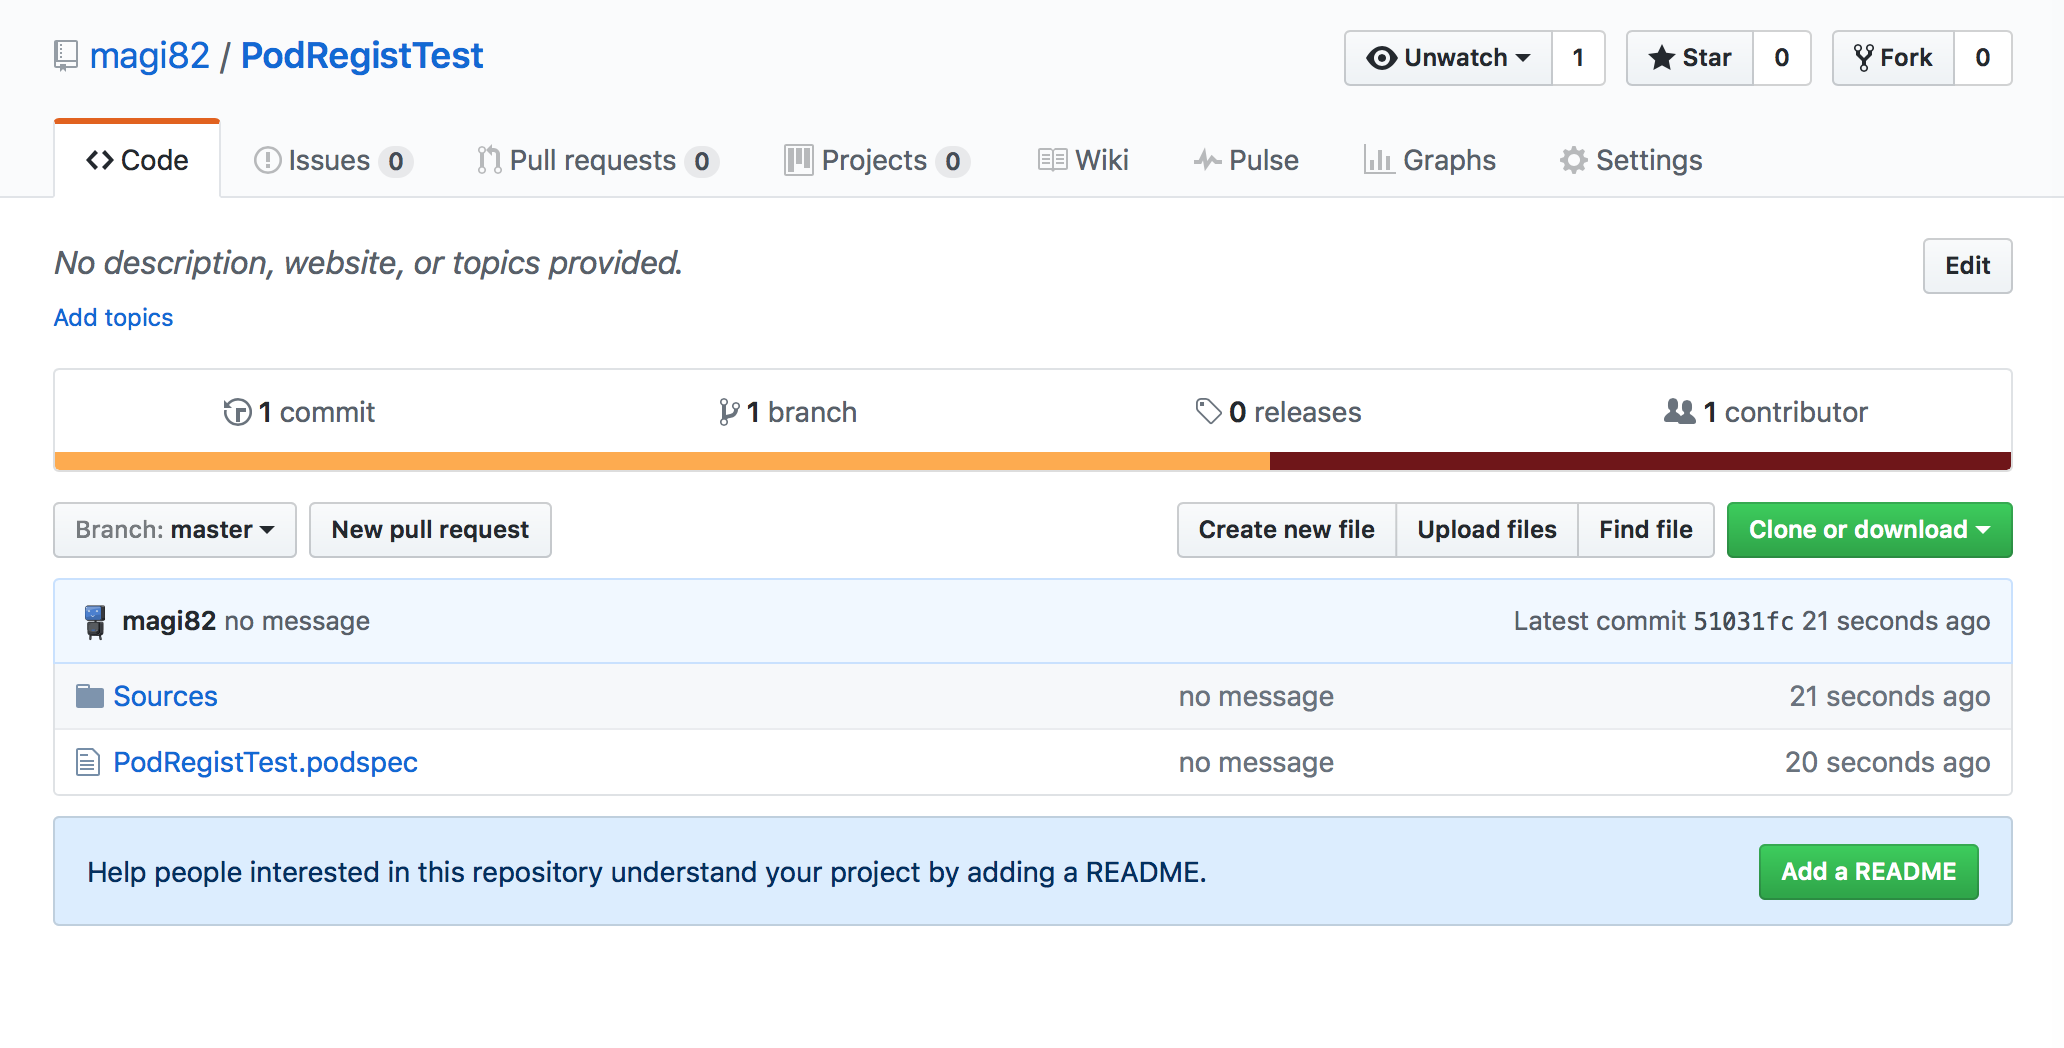 magi82 / PodRegistTest
Unwatch 1 Star 0 Fork 0
Code Issues 0 Pull requests 0 Projects 0 Wiki Pulse Graphs Settings
No description, website, or topics provided.
Edit
Add topics
1 commit 1 branch 0 releases 1 contributor
Branch: master New pull request Create new file Upload files Find file Clone or download
magi82 no message Latest commit 51031fc 21 seconds ago
Sources no message 21 seconds ago
PodRegistTest.podspec no message 20 seconds ago
Help people interested in this repository understand your project by adding a README. Add a README